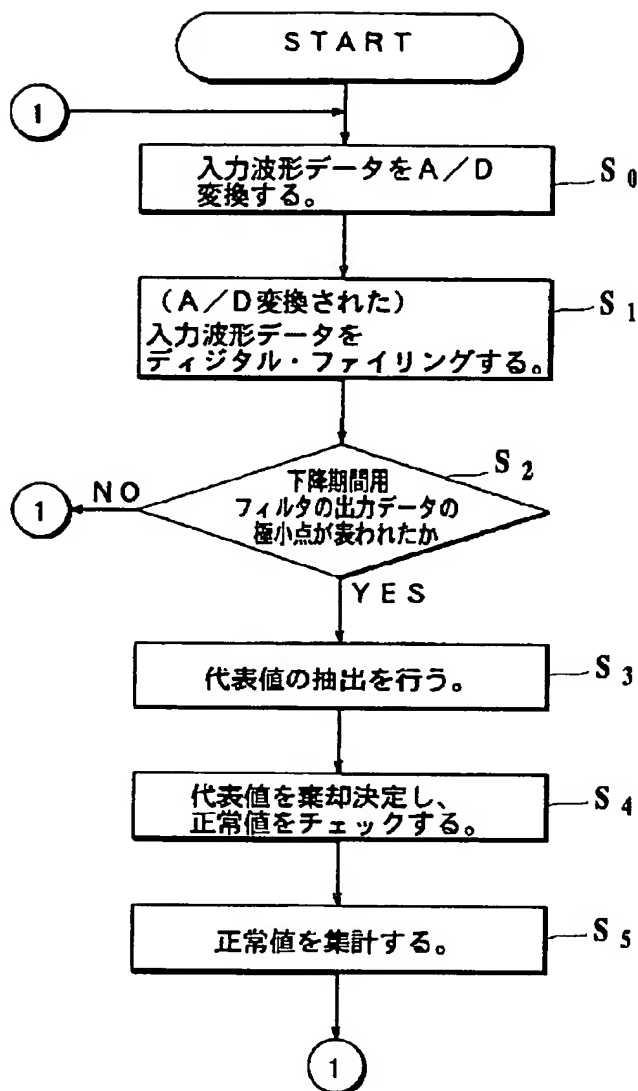 START
1
入力波形データをA/D
変換する。
S0
(A/D変換された)
入力波形データを
ディジタル・ファイリングする。
S1
下降期間用
フィルタの出力データの
極小点が表われたか
S2
NO
1
YES
代表値の抽出を行う。
S3
代表値を棄却決定し、
正常値をチェックする。
S4
正常値を集計する。
S5
1